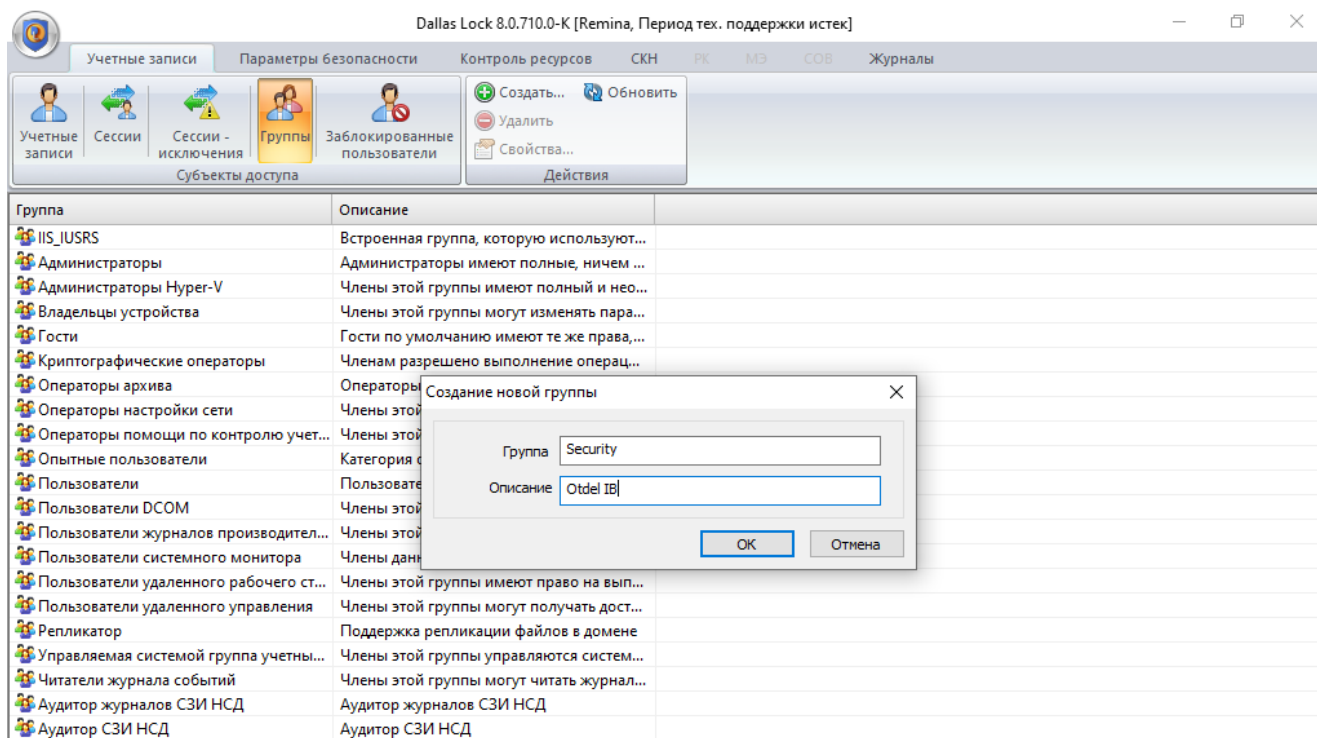 Dallas Lock 8.0.710.0-K [Remina, Период тех. поддержки истек]
Учетные записи Параметры безопасности Контроль ресурсов СКН РК МЭ СОВ Журналы
Учетные записи
Сессии
Сессии - исключения
Группы
Заблокированные пользователи
Субъекты доступа
Создать... Обновить
Удалить
Свойства...
Действия
Группа Описание
IIS_IUSRS Встроенная группа, которую используют...
Администраторы Администраторы имеют полные, ничем ...
Администраторы Hyper-V Члены этой группы имеют полный и нео...
Владельцы устройства Члены этой группы могут изменять пара...
Гости Гости по умолчанию имеют те же права,...
Криптографические операторы Членам разрешено выполнение операц...
Операторы архива Операторы
Операторы настройки сети Члены этой
Операторы помощи по контролю учет... Члены этой
Опытные пользователи Категория
Пользователи Пользовате
Пользователи DCOM Члены этой
Пользователи журналов производител... Члены этой
Пользователи системного монитора Члены
Пользователи удаленного рабочего ст... Члены этой группы имеют право на вып...
Пользователи удаленного управления Члены этой группы могут получать дост...
Репликатор Поддержка репликации файлов в домене
Управляемая системой группа учетны... Члены этой группы управляются систем...
Читатели журнала событий Члены этой группы могут читать журнал...
Аудитор журналов СЗИ НСД Аудитор журналов СЗИ НСД
Аудитор СЗИ НСД Аудитор СЗИ НСД
Создание новой группы
Группа Security
Описание Otdel IB
OK Отмена